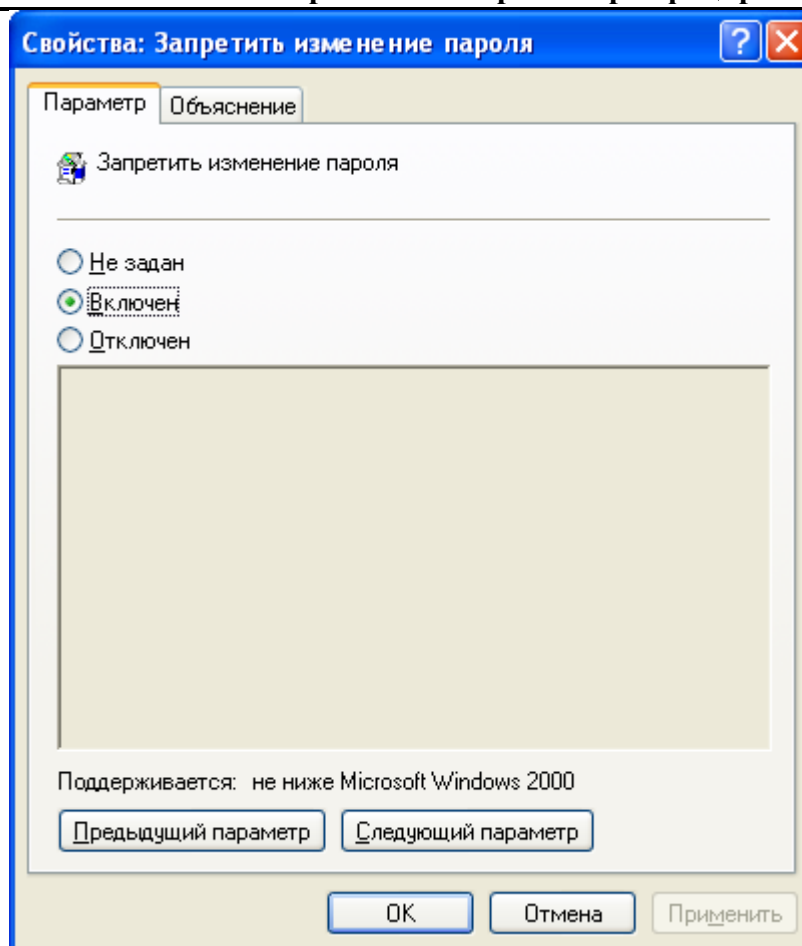 Свойства: Запретить изменение пароля
Параметр Объяснение
Запретить изменение пароля
Не задан
Включен
Отключен
Поддерживается: не ниже Microsoft Windows 2000
Предыдущий параметр Следующий параметр
OK Отмена Применить